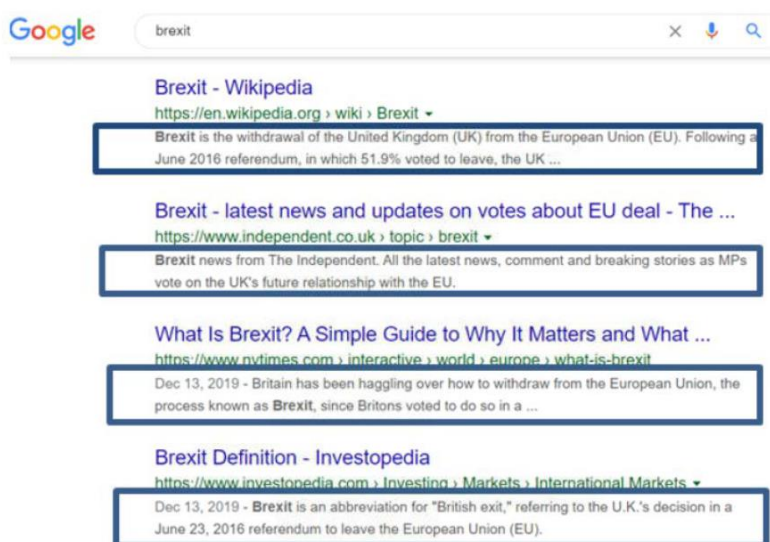 Google
brexit
Brexit - Wikipedia
https://en.wikipedia.org › wiki › Brexit
Brexit is the withdrawal of the United Kingdom (UK) from the European Union (EU). Following a
June 2016 referendum, in which 51.9% voted to leave, the UK ...
Brexit - latest news and updates on votes about EU deal - The ...
https://www.independent.co.uk › topic › brexit
Brexit news from The Independent. All the latest news, comment and breaking stories as MPs
vote on the UK's future relationship with the EU.
What Is Brexit? A Simple Guide to Why It Matters and What ...
https://www.nytimes.com › interactive › world › europe › what-is-brexit
Dec 13, 2019 - Britain has been haggling over how to withdraw from the European Union, the
process known as Brexit, since Britons voted to do so in a ...
Brexit Definition - Investopedia
https://www.investopedia.com › Investing › Markets › International Markets
Dec 13, 2019 - Brexit is an abbreviation for "British exit," referring to the U.K.'s decision in a
June 23, 2016 referendum to leave the European Union (EU).